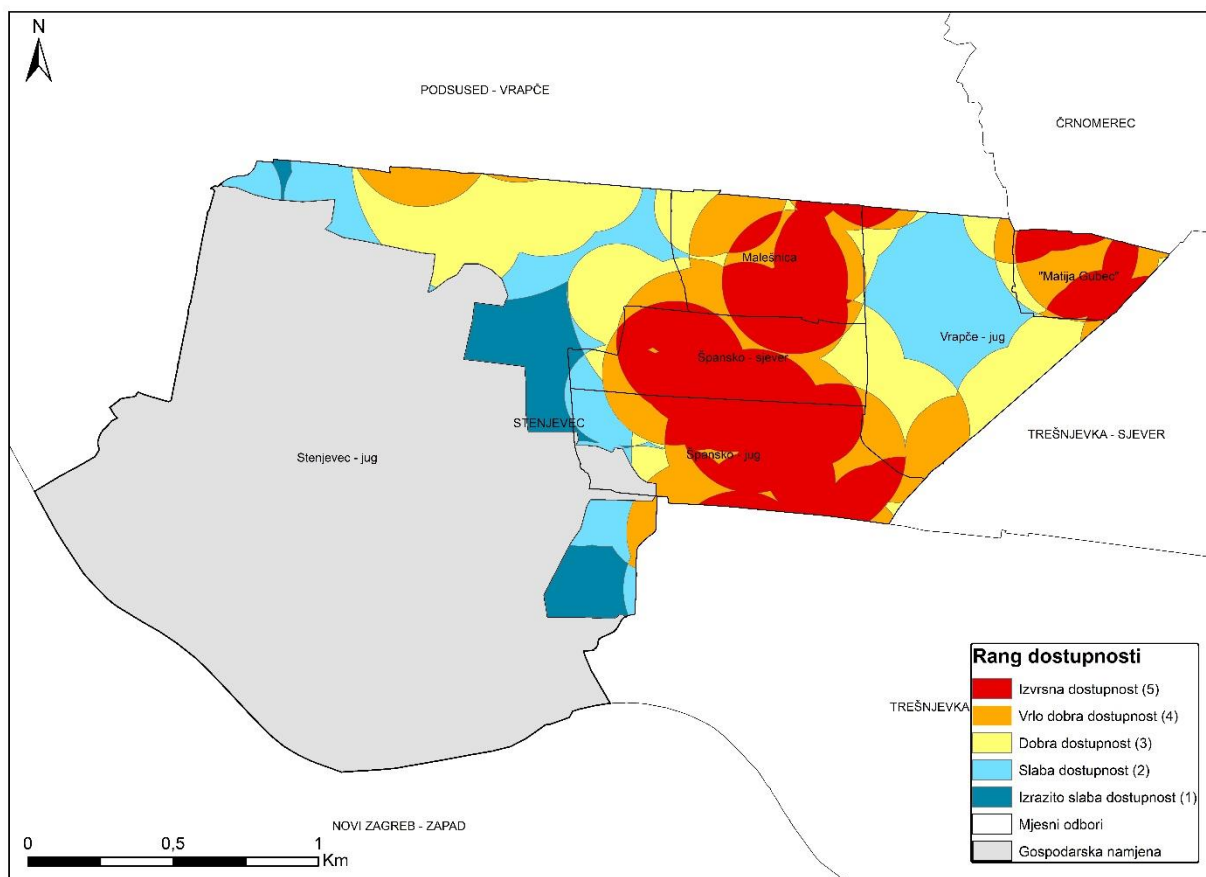 N
PODSUSED - VRAPČE
ČRNOMEREC
Malešnica
"Matija Gubec"
Vrapče - jug
Špansko - sjever
STENJEVEC
TREŠNJEVKA - SJEVER
Stenjevec - jug
Špansko - jug
TREŠNJEVKA
NOVI ZAGREB - ZAPAD
0 0,5 1
Km
Rang dostupnosti
Izvrsna dostupnost (5)
Vrlo dobra dostupnost (4)
Dobra dostupnost (3)
Slaba dostupnost (2)
Izrazito slaba dostupnost (1)
Mjesni odbori
Gospodarska namjena